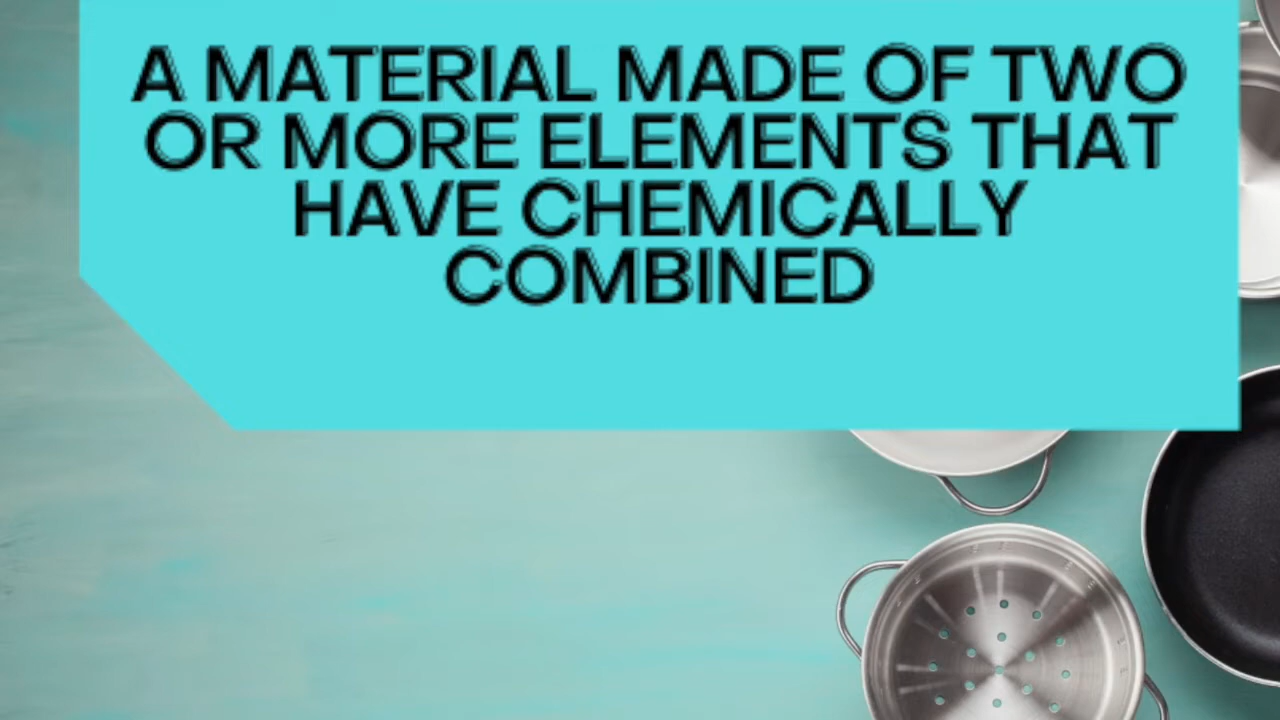 A MATERIAL MADE OF TWO
OR MORE ELEMENTS THAT
HAVE CHEMICALLY
COMBINED